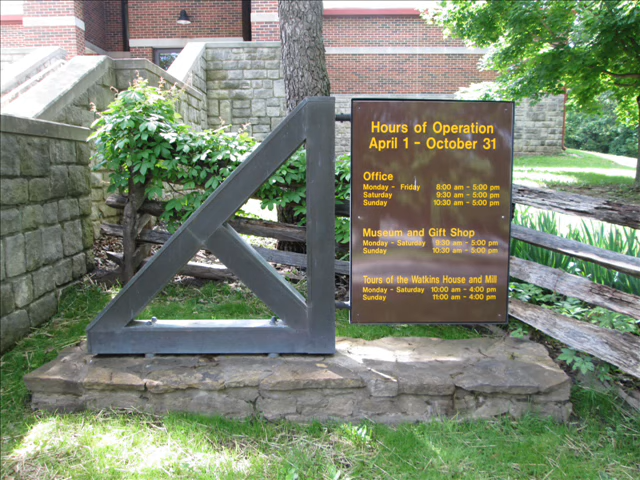 Hours of Operation
April 1 - October 31
Office
Monday - Friday 8:00 am - 5:00 pm
Saturday 9:30 am - 5:00 pm
Sunday 10:30 am - 5:00 pm
Museum and Gift Shop
Monday - Saturday 9:30 am - 5:00 pm
Sunday 10:30 am - 5:00 pm
Tours of the Watkins House and Mill
Monday - Saturday 10:00 am - 4:00 pm
Sunday 11:00 am - 4:00 pm